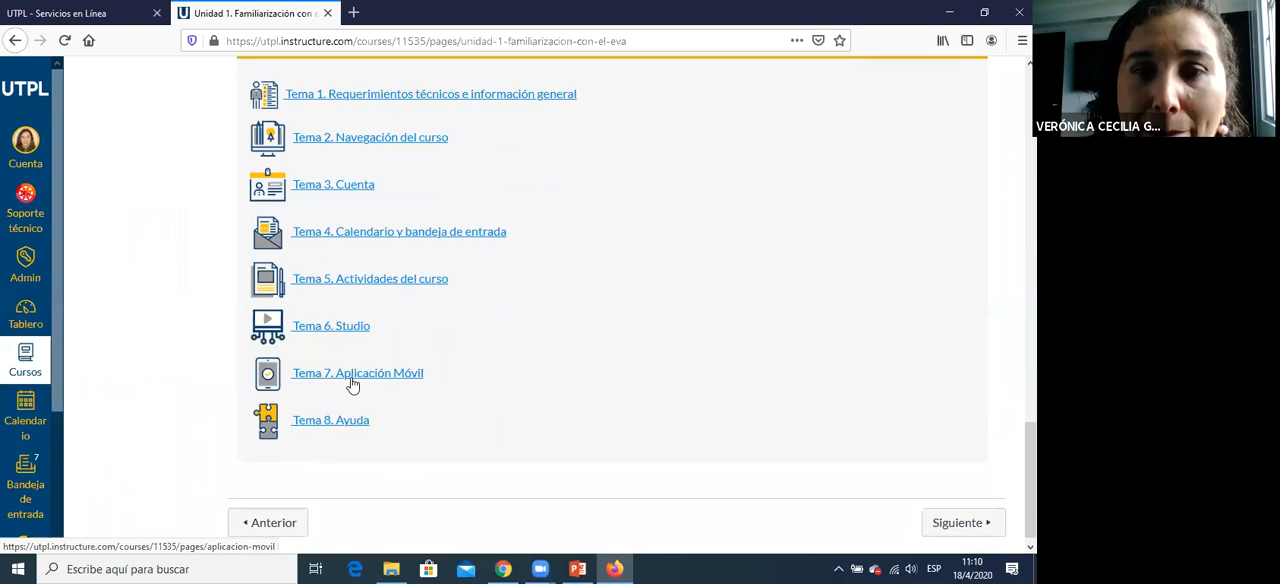 UTPL - Servicios en Línea
Unidad 1. Familiarización con e
https://utpl.instructure.com/courses/11535/pages/unidad-1-familiarizacion-con-el-eva
VERÓNICA CECILIA G...
UTPL
Cuenta
Soporte
técnico
Admin
Tablero
Cursos
Calendar
io
7
Bandeja
de
entrada
Tema 1. Requerimientos técnicos e información general
Tema 2. Navegación del curso
Tema 3. Cuenta
Tema 4. Calendario y bandeja de entrada
Tema 5. Actividades del curso
Tema 6. Studio
Tema 7. Aplicación Móvil
Tema 8. Ayuda
Anterior
Siguiente
https://utpl.instructure.com/courses/11535/pages/aplicacion-movil
Escribe aquí para buscar
ESP
11:10
18/4/2020